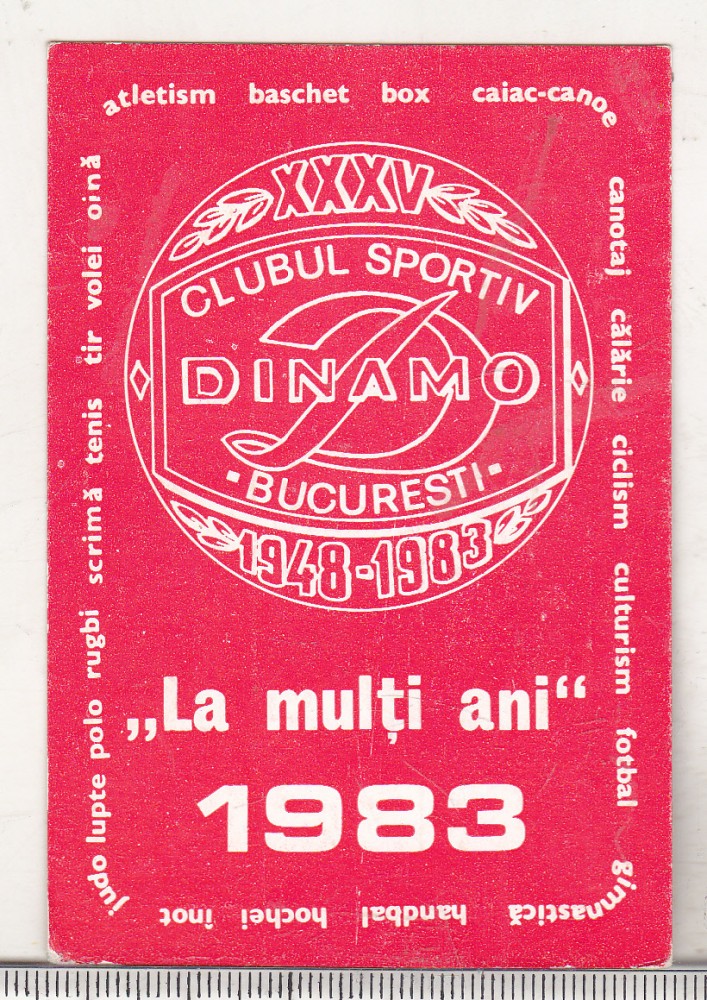 atletism baschet box caiac-canoe
canotaj călărie ciclism culturism fotbal
gimnastică handbal hochei înot
judo lupte polo rugbi scrimă tenis tir volei oină
XXXV
CLUBUL SPORTIV
DINAMO
BUCURESTI
1948-1983
„La mulți ani“
1983